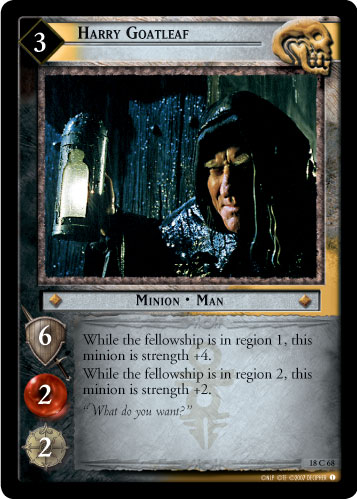 3
HARRY GOATLEAF
MINION • MAN
6
While the fellowship is in region 1, this
minion is strength +4.
While the fellowship is in region 2, this
minion is strength +2.
2
“What do you want?”
2
18 C 68